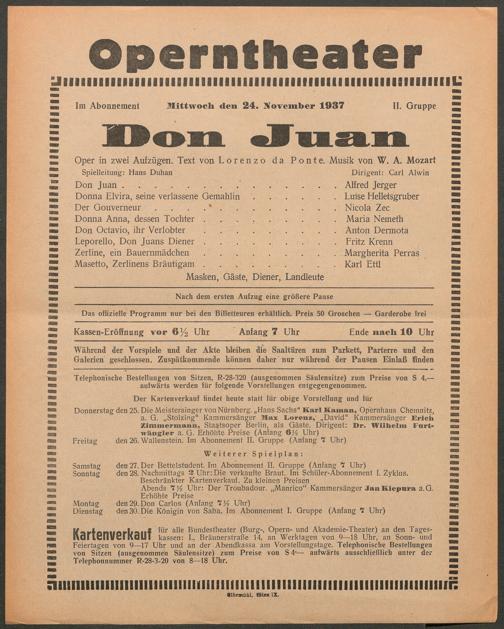 Operntheater
Im Abonnement Mittwoch den 24. November 1937 II. Gruppe
Don Juan
Oper in zwei Aufzügen. Text von Lorenzo da Ponte. Musik von W. A. Mozart
Spielleitung: Hans Duhan Dirigent: Carl Alwin
Don Juan . . . . . . . . . Alfred Jerger
Donna Elvira, seine verlassene Gemahlin . . . . . Luise Helletsgruber
Der Gouverneur . . . . . . . . Nicola Zec
Donna Anna, dessen Tochter . . . . . . Maria Nemeth
Don Octavio, ihr Verlobter . . . . . . Anton Dermota
Leporello, Don Juans Diener . . . . . . Fritz Krenn
Zerline, ein Bauernmädchen . . . . . . Margherita Perras
Masetto, Zerlinens Bräutigam . . . . . . Karl Ettl
Masken, Gäste, Diener, Landleute
Nach dem ersten Aufzug eine größere Pause
Das offizielle Programm nur bei den Billetteuren erhältlich. Preis 50 Groschen — Garderobe frei
Kassen-Eröffnung vor 6½ Uhr Anfang 7 Uhr Ende nach 10 Uhr
Während der Vorspiele und der Akte bleiben die Saaltüren zum Parkett, Parterre und den
Galerien geschlossen. Zuspätkommende können daher nur während der Pausen Einlaß finden
Telephonische Bestellungen von Sitzen, R-28-320 (ausgenommen Säulensitze) zum Preise von S 4.—
aufwärts werden für folgende Vorstellungen entgegengenommen.
Der Kartenverkauf findet heute statt für obige Vorstellung und für
Donnerstag den 25. Die Meistersinger von Nürnberg. „Hans Sachs" Karl Kaman, Opernhaus Chemnitz,
a. G. „Stolzing" Kammersänger Max Lorenz, „David" Kammersänger Erich
Zimmermann, Staatsoper Berlin, als Gäste. Dirigent: Dr. Wilhelm Furt-
wängler a. G. Erhöhte Preise (Anfang 6½ Uhr)
Freitag den 26. Wallenstein. Im Abonnement II. Gruppe (Anfang 7 Uhr)
Weiterer Spielplan:
Samstag den 27. Der Bettelstudent. Im Abonnement II. Gruppe (Anfang 7 Uhr)
Sonntag den 28. Nachmittags 2 Uhr: Die verkaufte Braut. Im Schüler-Abonnement I. Zyklus.
Beschränkter Kartenverkauf. Zu kleinen Preisen
Abends 7½ Uhr: Der Troubadour. „Manrico" Kammersänger Jan Kiepura a. G.
Erhöhte Preise
Montag den 29. Don Carlos (Anfang 7½ Uhr)
Dienstag den 30. Die Königin von Saba. Im Abonnement I. Gruppe (Anfang 7 Uhr)
Kartenverkauf für alle Bundestheater (Burg-, Opern- und Akademie-Theater) an den Tages-
kassen: I., Bräunerstraße 14, an Werktagen von 9—18 Uhr, an Sonn- und
Feiertagen von 9—17 Uhr und an der Abendkassa am Vorstellungstage. Telephonische Bestellungen
von Sitzen (ausgenommen Säulensitze) zum Preise von S 4·— aufwärts ausschließlich unter der
Telephonnummer R-28-3-20 von 8—18 Uhr.
Elbemühl, Wien IX.